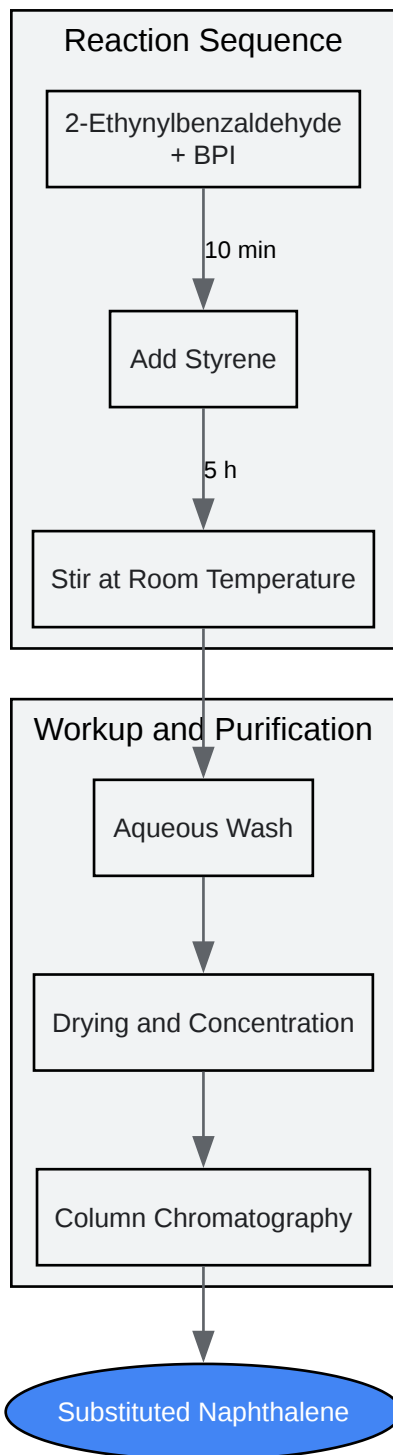 Reaction Sequence
2-Ethynylbenzaldehyde
+ BPI
10 min
Add Styrene
5 h
Stir at Room Temperature
Workup and Purification
Aqueous Wash
Drying and Concentration
Column Chromatography
Substituted Naphthalene